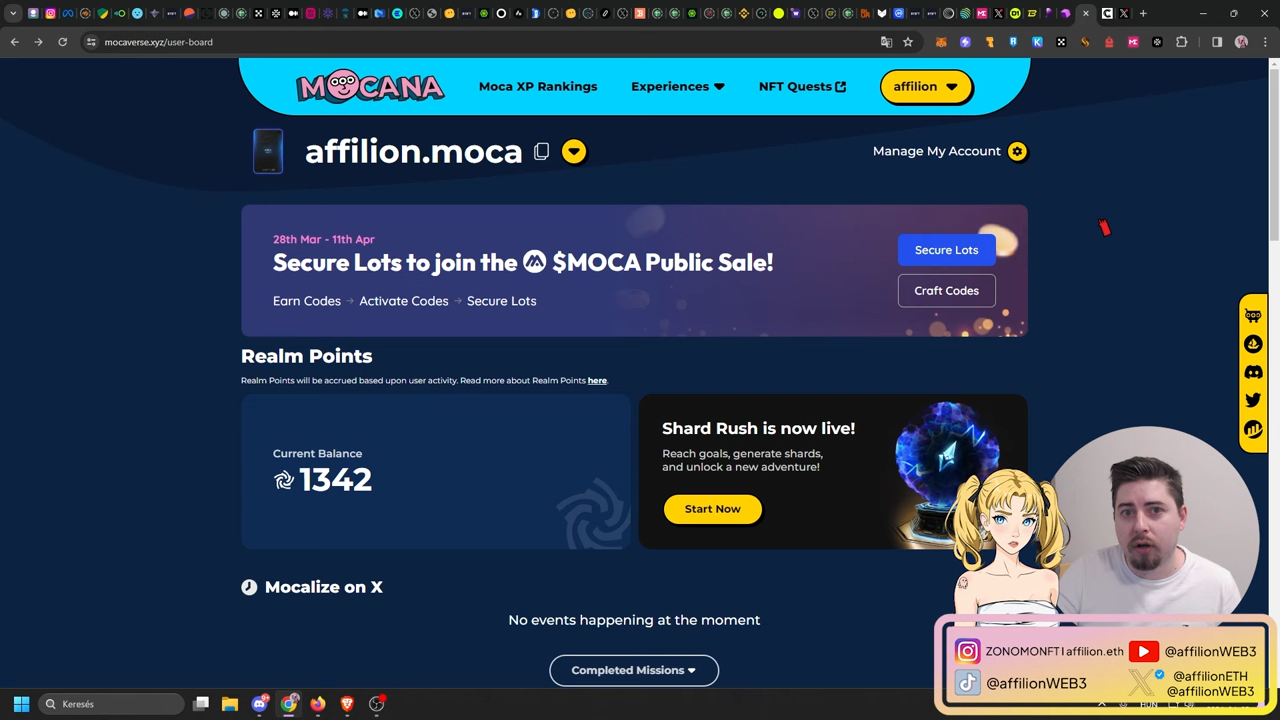 mocaverse.xyz/user-board
MOCANA
Moca XP Rankings
Experiences
NFT Quests
affilion
affilion.moca
Manage My Account
28th Mar - 11th Apr
Secure Lots to join the $MOCA Public Sale!
Earn Codes → Activate Codes → Secure Lots
Secure Lots
Craft Codes
Realm Points
Realm Points will be accrued based upon user activity. Read more about Realm Points here.
Current Balance
1342
Shard Rush is now live!
Reach goals, generate shards,
and unlock a new adventure!
Start Now
Mocalize on X
No events happening at the moment
Completed Missions
ZONOMONFT | affilion.eth
@affilionWEB3
@affilionWEB3
@affilionETH
@affilionWEB3
Keresés
HUN